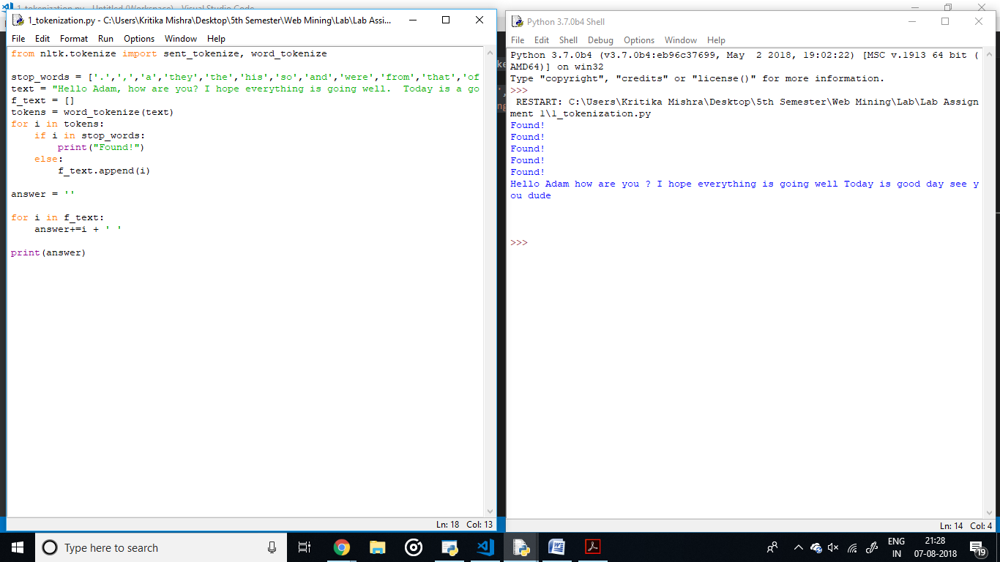 1_tokenization.py - Untitled (Workspace) - Visual Studio Code
1_tokenization.py - C:\Users\Kritika Mishra\Desktop\5th Semester\Web Mining\Lab\Lab Assi...
File Edit Format Run Options Window Help
from nltk.tokenize import sent_tokenize, word_tokenize
stop_words = ['.',',','a','they','the','his','so','and','were','from','that','of
text = "Hello Adam, how are you? I hope everything is going well.  Today is a go
f_text = []
tokens = word_tokenize(text)
for i in tokens:
    if i in stop_words:
        print("Found!")
    else:
        f_text.append(i)
answer = ''
for i in f_text:
    answer+=i + ' '
print(answer)
Ln: 18 Col: 13
Python 3.7.0b4 Shell
File Edit Shell Debug Options Window Help
Python 3.7.0b4 (v3.7.0b4:eb96c37699, May  2 2018, 19:02:22) [MSC v.1913 64 bit (
AMD64)] on win32
Type "copyright", "credits" or "license()" for more information.
>>>
 RESTART: C:\Users\Kritika Mishra\Desktop\5th Semester\Web Mining\Lab\Lab Assign
ment 1\1_tokenization.py
Found!
Found!
Found!
Found!
Found!
Hello Adam how are you ? I hope everything is going well Today is good day see y
ou dude
>>>
Ln: 14 Col: 4
Type here to search
ENG
IN
21:28
07-08-2018
19